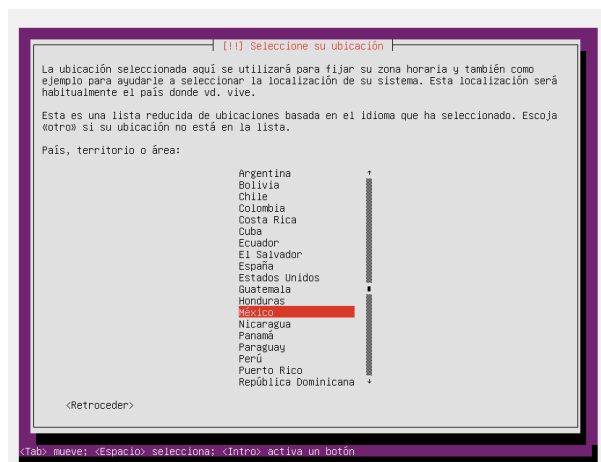 [!!] Seleccione su ubicación
La ubicación seleccionada aquí se utilizará para fijar su zona horaria y también como
ejemplo para ayudarle a seleccionar la localización de su sistema. Esta localización será
habitualmente el país donde vd. vive.
Esta es una lista reducida de ubicaciones basada en el idioma que ha seleccionado. Escoja
«otro» si su ubicación no está en la lista.
País, territorio o área:
Argentina
Bolivia
Chile
Colombia
Costa Rica
Cuba
Ecuador
El Salvador
España
Estados Unidos
Guatemala
Honduras
México
Nicaragua
Panamá
Paraguay
Perú
Puerto Rico
República Dominicana
<Retroceder>
<Tab> mueve; <Espacio> selecciona; <Intro> activa un botón